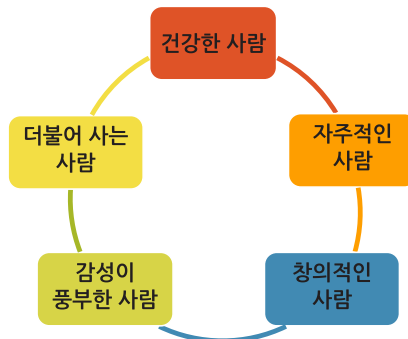 건강한 사람
자주적인
사람
창의적인
사람
감성이
풍부한 사람
더불어 사는
사람